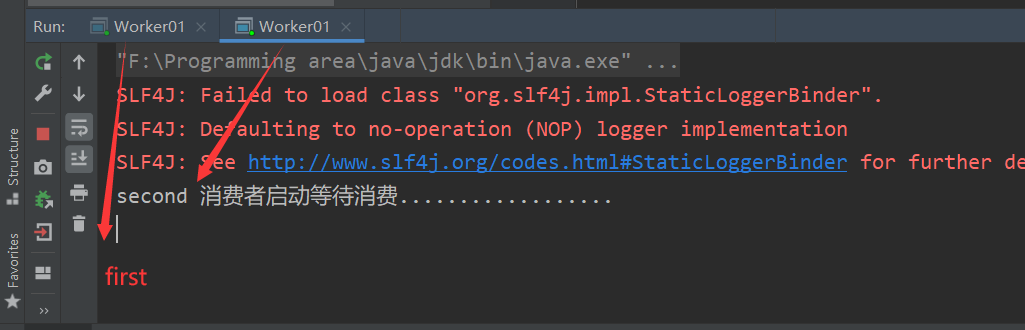 Run: Worker01 × Worker01 ×
"F:\Programming area\java\jdk\bin\java.exe" ...
SLF4J: Failed to load class "org.slf4j.impl.StaticLoggerBinder".
SLF4J: Defaulting to no-operation (NOP) logger implementation
SLF4J: See http://www.slf4j.org/codes.html#StaticLoggerBinder for further de
second 消费者启动等待消费..................
first
Structure
Favorites